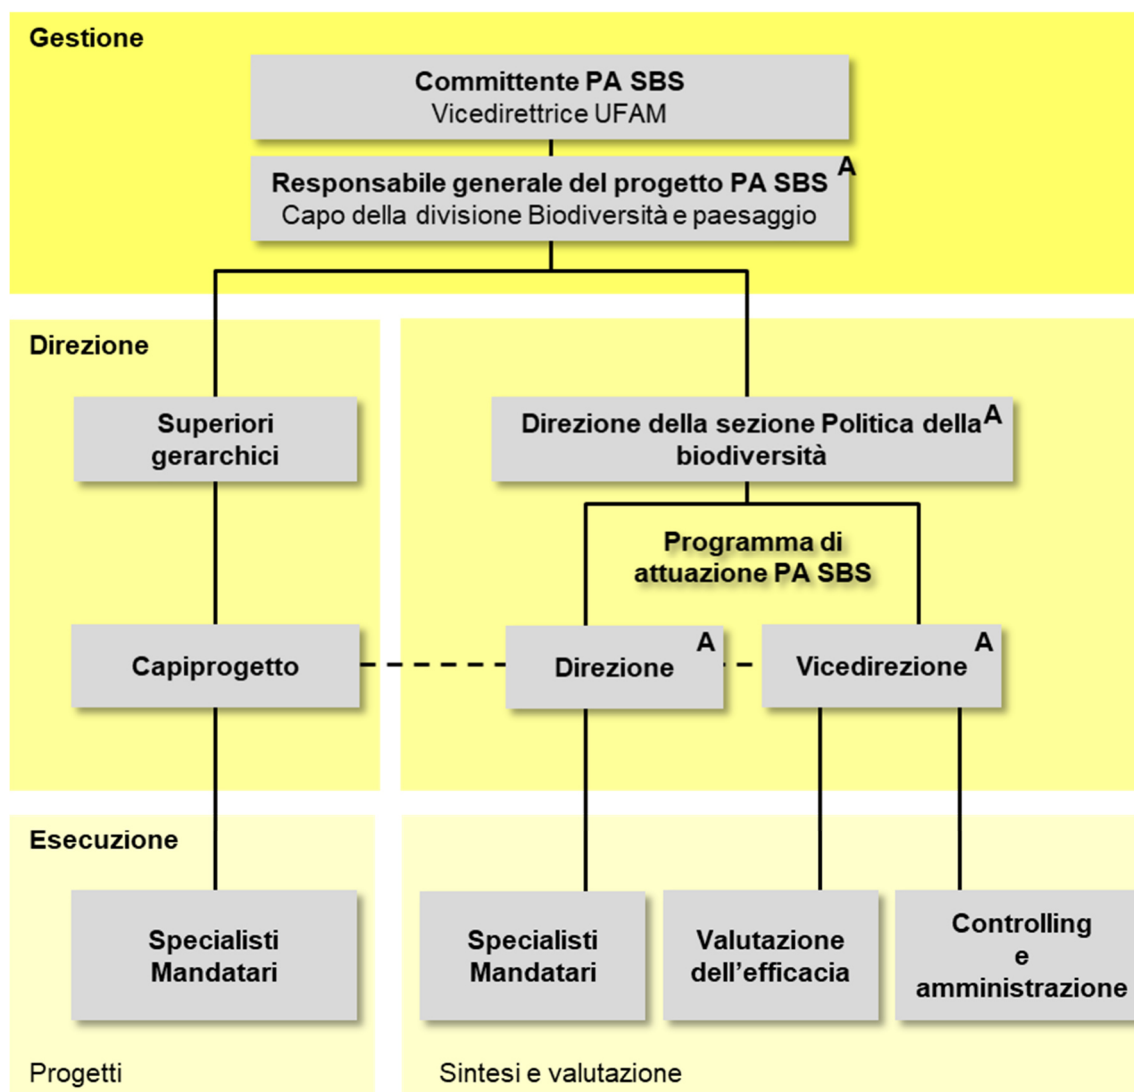 Gestione
Committente PA SBS
Vicedirettrice UFAM
A
Responsabile generale del progetto PA SBS
Capo della divisione Biodiversità e paesaggio
Direzione
Superiori
gerarchici
Direzione della sezione Politica della
biodiversità
A
Programma di
attuazione PA SBS
Capiprogetto
Direzione
A
Vicedirezione
A
Esecuzione
Specialisti
Mandatari
Specialisti
Mandatari
Valutazione
dell’efficacia
Controlling
e
amministrazione
Progetti
Sintesi e valutazione